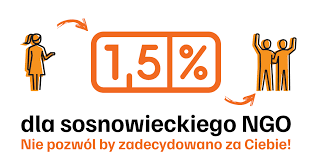 1,5%
dla sosnowieckiego NGO
Nie pozwól by zadecydowano za Ciebie!